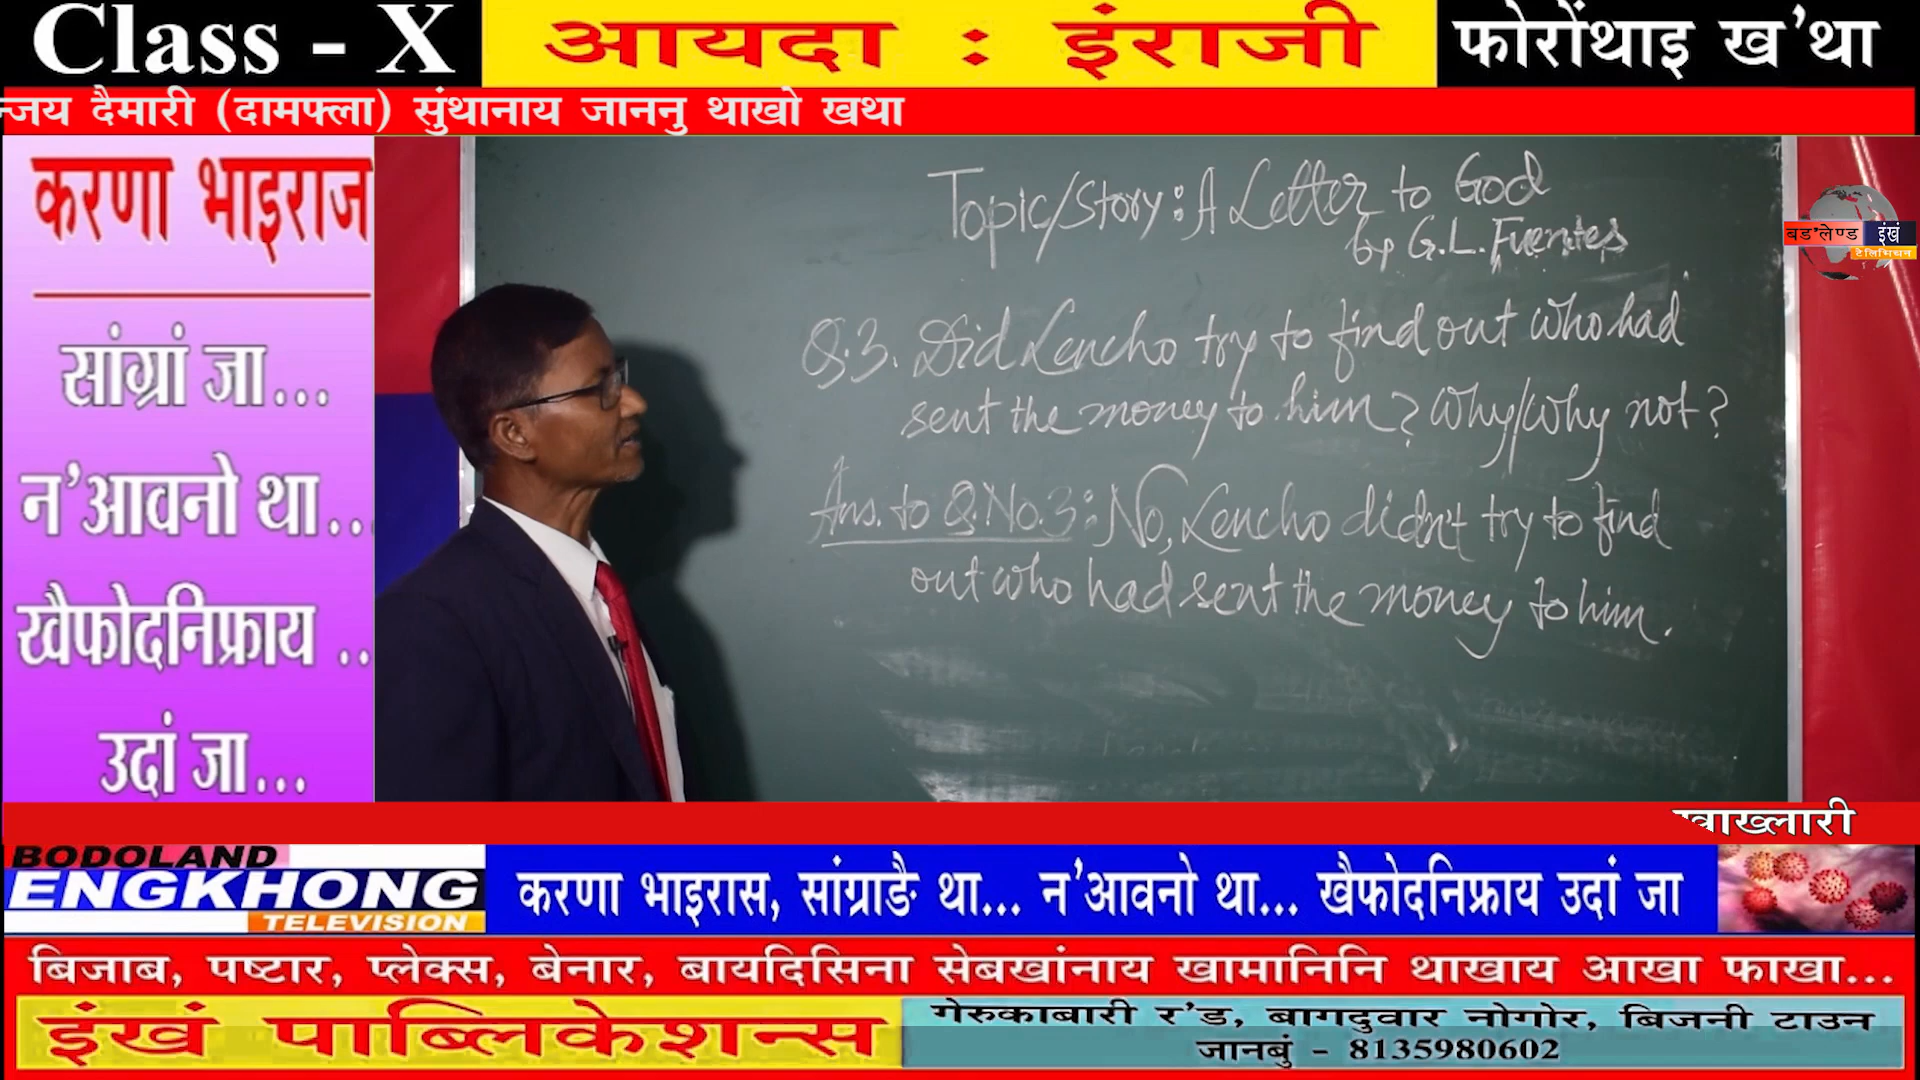 Class - X
आयदा : इंराजी
फोरोंथाइ ख'था
न्जय दैमारी (दामफ्ला) सुंथानाय जाननु थाखो खथा
करणा भाइराज
सांग्रां जा...
न'आवनो था...
खैफोदनिफ्राय ..
उदां जा...
Topic/Story: A Letter to God
by G.L. Fuentes
Q.3. Did Lencho try to find out who had
sent the money to him? Why/Why not?
Ans. to Q.No.3: No, Lencho didn't try to find
out who had sent the money to him.
बड'लेण्ड इंखं
टेलिभिथन
ख्लारी
BODOLAND
ENGKHONG
TELEVISION
करणा भाइरास, सांग्राङै था... न'आवनो था... खैफोदनिफ्राय उदां जा
बिजाब, पष्टार, प्लेक्स, बेनार, बायदिसिना सेबखांनाय खामानिनि थाखाय आखा फाखा...
इंखं पाब्लिकेशन्स
गेरुकाबारी र'ड, बागदुवार नोगोर, बिजनी टाउन
जानबुं - 8135980602